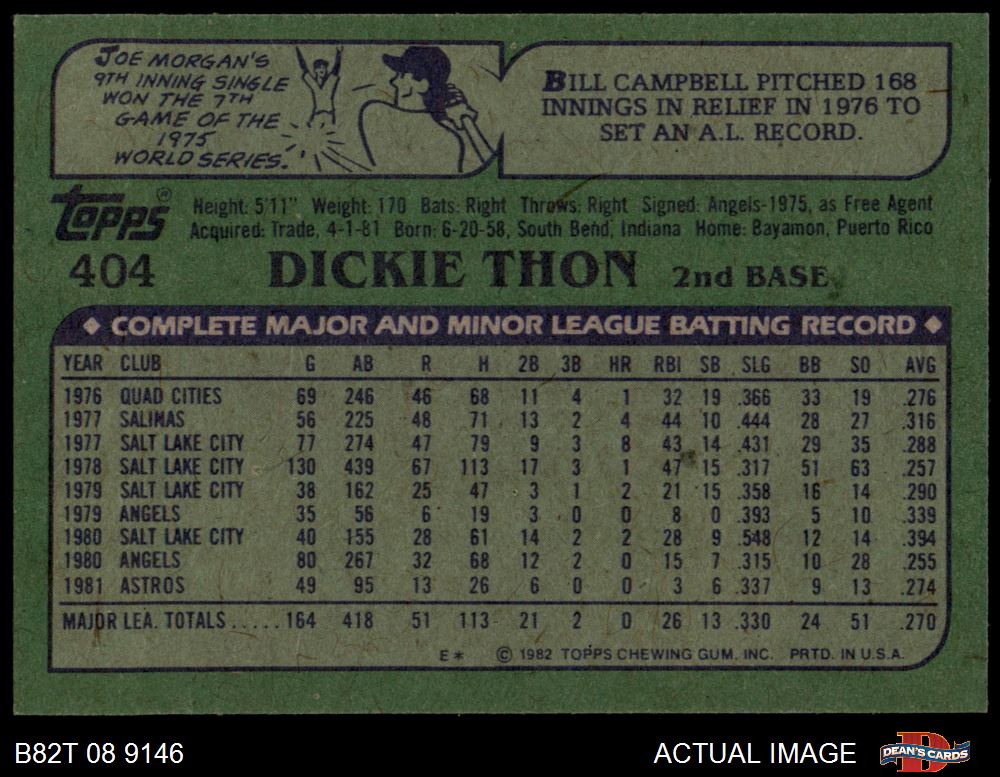 JOE MORGAN'S
9TH INNING SINGLE
WON THE 7TH
GAME OF THE
1975
WORLD SERIES.
BILL CAMPBELL PITCHED 168
INNINGS IN RELIEF IN 1976 TO
SET AN A.L. RECORD.
Topps®
Height: 5'11" Weight: 170 Bats: Right Throws: Right Signed: Angels-1975, as Free Agent
Acquired: Trade, 4-1-81 Born: 6-20-58, South Bend, Indiana Home: Bayamon, Puerto Rico
404 DICKIE THON 2nd BASE
◆ COMPLETE MAJOR AND MINOR LEAGUE BATTING RECORD ◆
YEAR CLUB G AB R H 2B 3B HR RBI SB SLG BB SO AVG
1976 QUAD CITIES 69 246 46 68 11 4 1 32 19 .366 33 19 .276
1977 SALINAS 56 225 48 71 13 2 4 44 10 .444 28 27 .316
1977 SALT LAKE CITY 77 274 47 79 9 3 8 43 14 .431 29 35 .288
1978 SALT LAKE CITY 130 439 67 113 17 3 1 47 15 .317 51 63 .257
1979 SALT LAKE CITY 38 162 25 47 3 1 2 21 15 .358 16 14 .290
1979 ANGELS 35 56 6 19 3 0 0 8 0 .393 5 10 .339
1980 SALT LAKE CITY 40 155 28 61 14 2 2 28 9 .548 12 14 .394
1980 ANGELS 80 267 32 68 12 2 0 15 7 .315 10 28 .255
1981 ASTROS 49 95 13 26 6 0 0 3 6 .337 9 13 .274
MAJOR LEA. TOTALS.....164 418 51 113 21 2 0 26 13 .330 24 51 .270
E* © 1982 TOPPS CHEWING GUM, INC. PRTD. IN U.S.A.
B82T 08 9146 ACTUAL IMAGE D DEAN'S CARDS